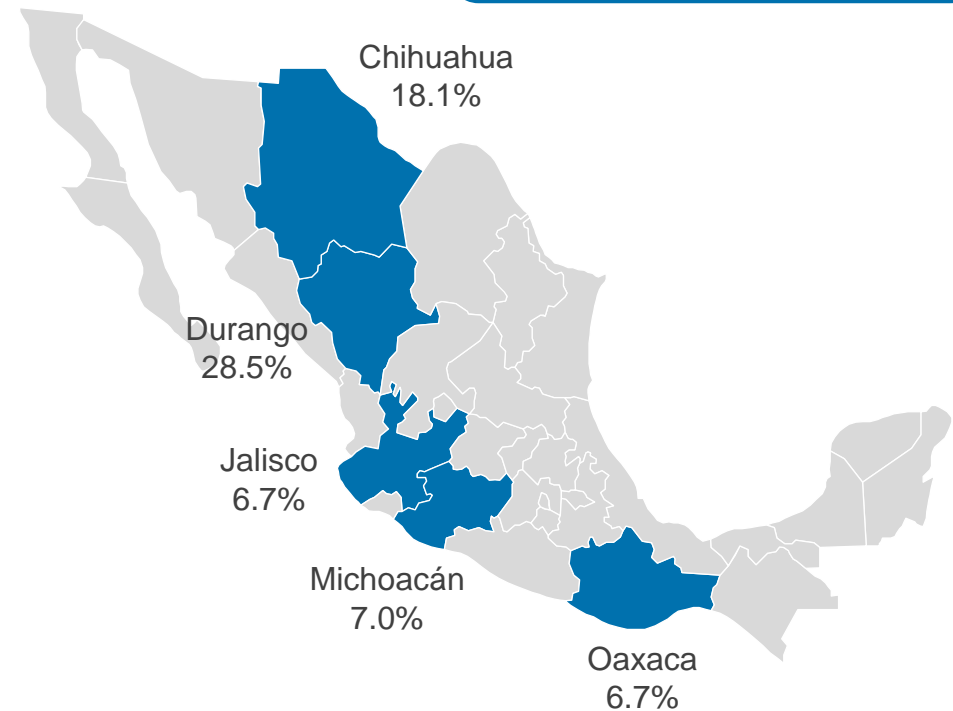 Chihuahua
18.1%
Durango
28.5%
Jalisco
6.7%
Michoacán
7.0%
Oaxaca
6.7%